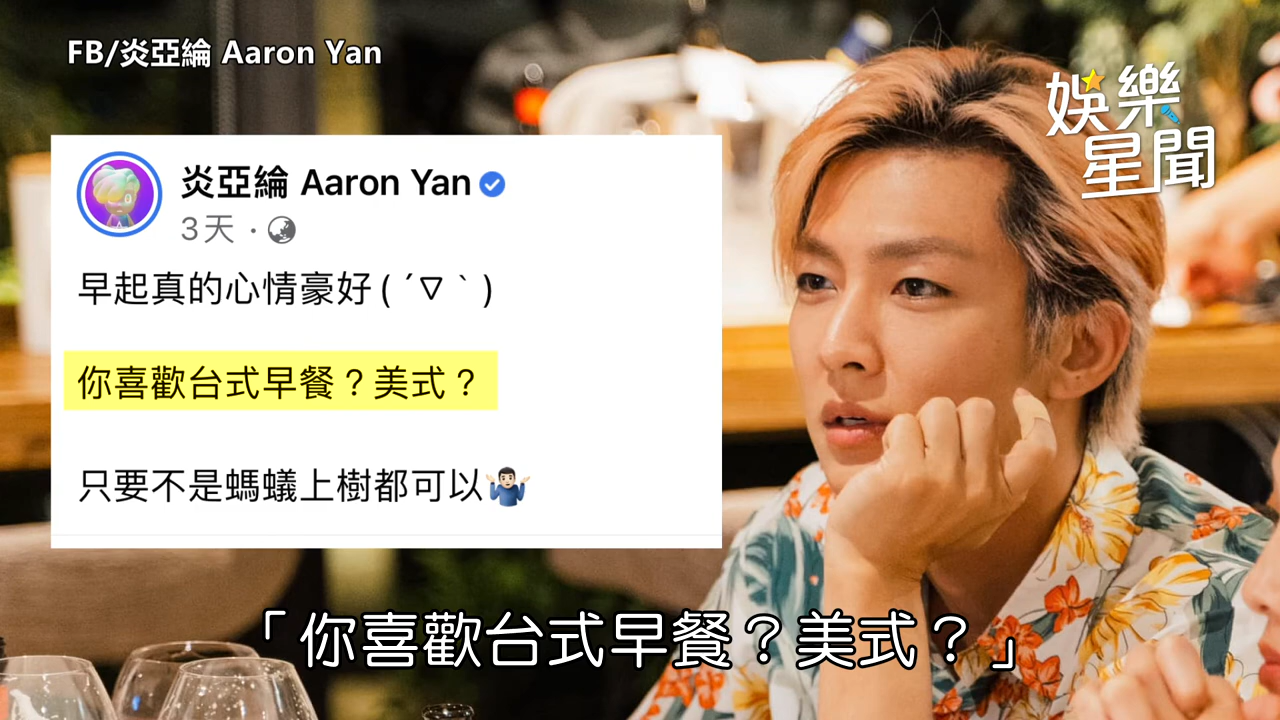 FB/炎亞綸 Aaron Yan
娛樂
星聞
炎亞綸 Aaron Yan
3天 ·
早起真的心情豪好 ( ´∇｀)
你喜歡台式早餐？美式？
只要不是螞蟻上樹都可以🤷🏻‍♂️
「你喜歡台式早餐？美式？」